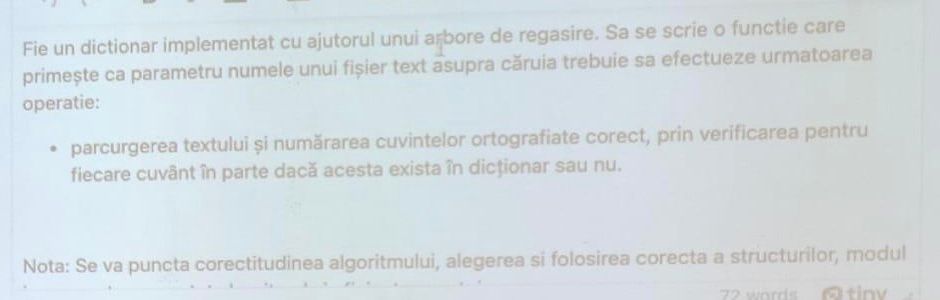 Fie un dictionar implementat cu ajutorul unui arbore de regasire. Sa se scrie o functie care
primește ca parametru numele unui fișier text asupra căruia trebuie sa efectueze urmatoarea
operatie:
• parcurgerea textului și numărarea cuvintelor ortografiate corect, prin verificarea pentru
fiecare cuvânt în parte dacă acesta exista în dicționar sau nu.
Nota: Se va puncta corectitudinea algoritmului, alegerea si folosirea corecta a structurilor, modul
72 words tiny